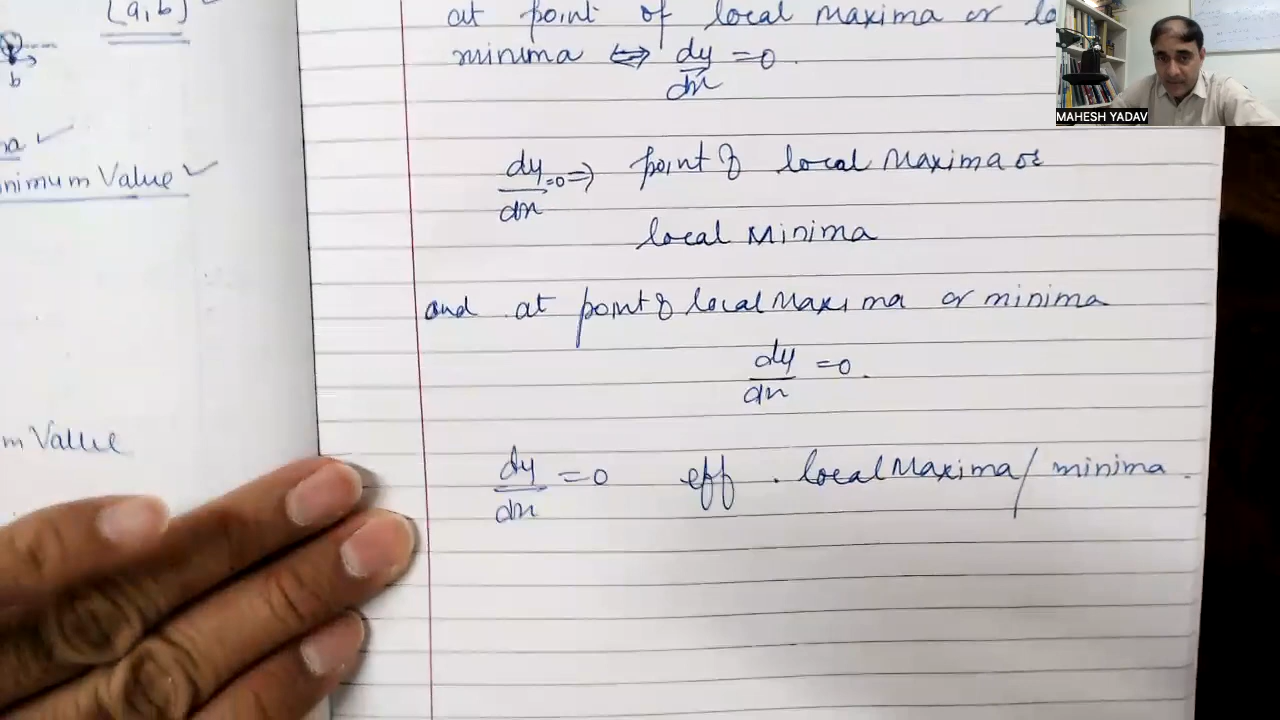 (a,b)
b
nimum Value
m Value
at point of local Maxima or lo
minima ⇔ dy/dx = 0.
MAHESH YADAV
dy/dx =0 ⇒ point of local Maxima or
local Minima
and at point of local Maxima or minima
dy/dx =0.
dy/dx =0 eff. local Maxima/ minima.